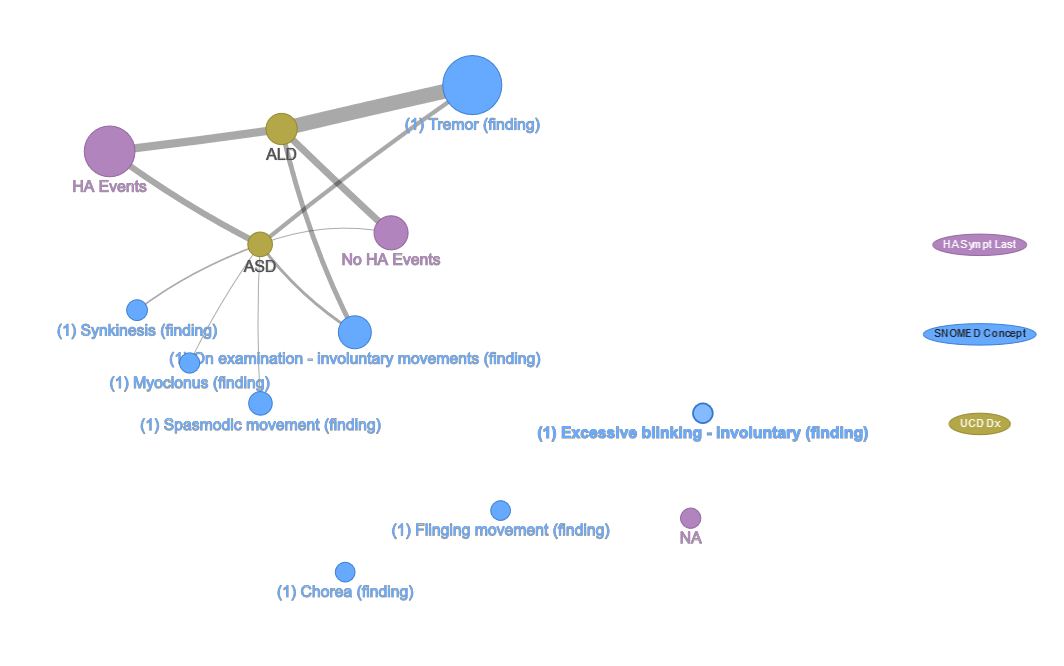 (1) Tremor (finding)
ALD
HA Events
No HA Events
ASD
HA Sympt Last
(1) Synkinesis (finding)
SNOMED Concept
(1) On examination - involuntary movements (finding)
(1) Myoclonus (finding)
(1) Spasmodic movement (finding)
UCD Dx
(1) Excessive blinking - involuntary (finding)
(1) Flinging movement (finding)
NA
(1) Chorea (finding)